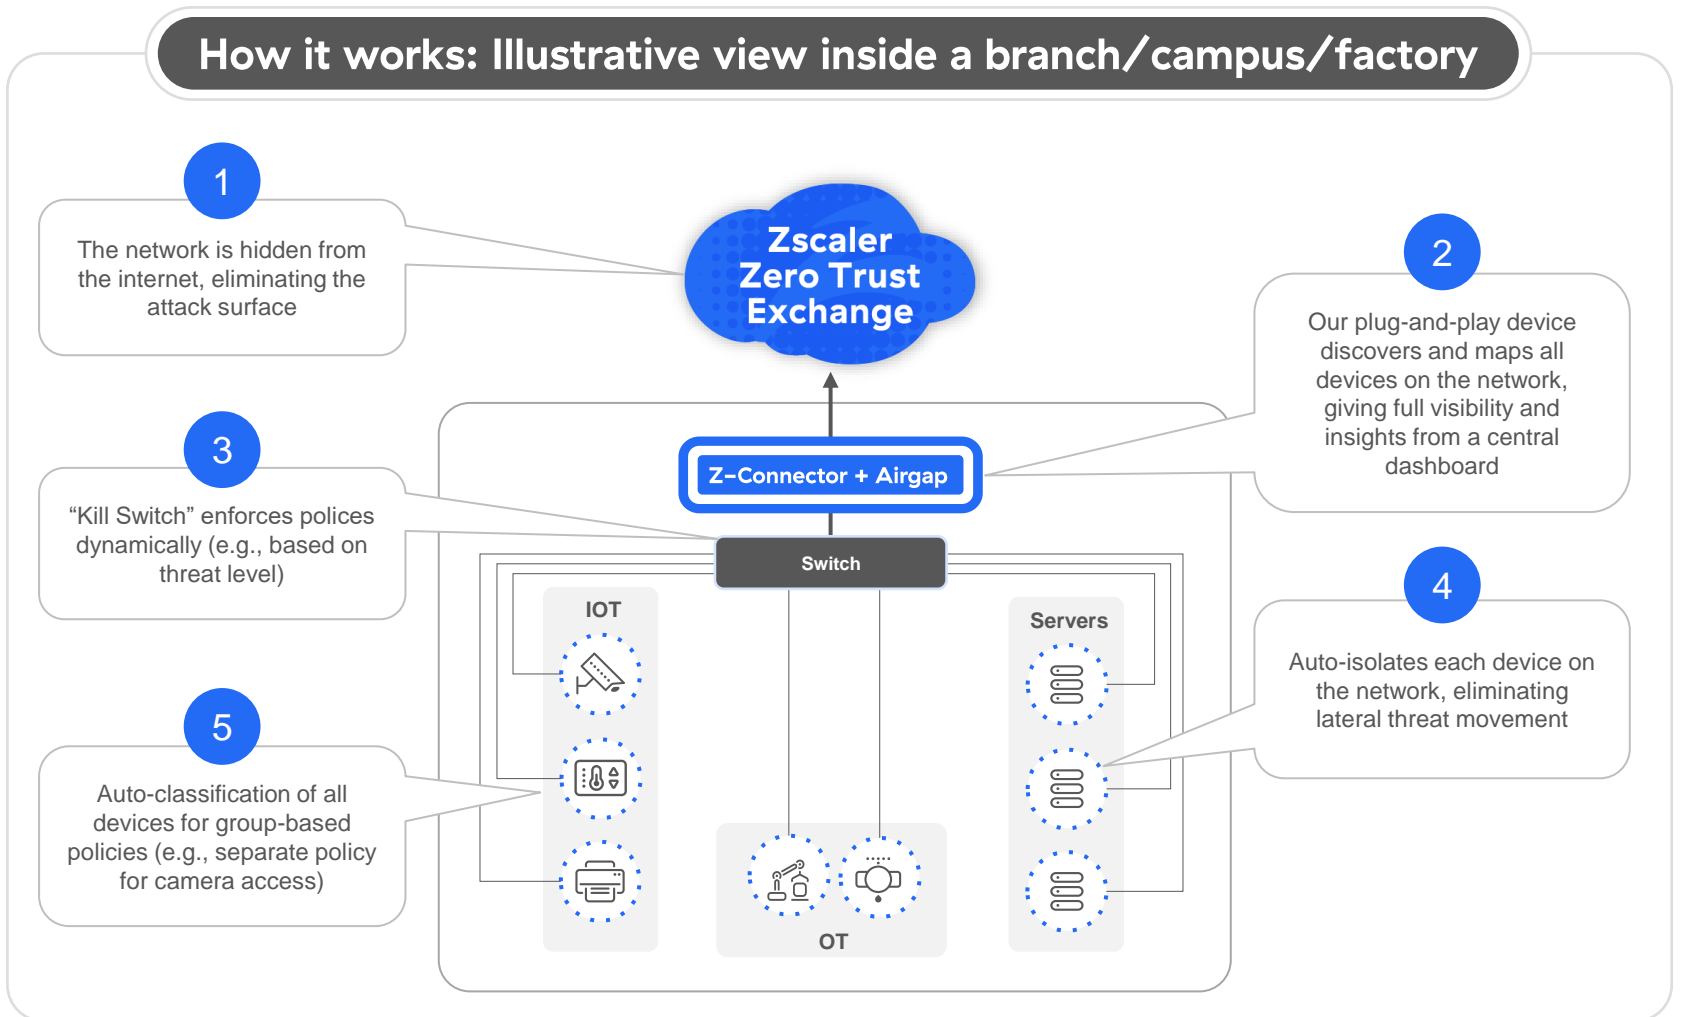 How it works: Illustrative view inside a branch/campus/factory
1
The network is hidden from
the internet, eliminating the
attack surface
Zscaler
Zero Trust
Exchange
2
Our plug-and-play device
discovers and maps all
devices on the network,
giving full visibility and
insights from a central
dashboard
3
“Kill Switch” enforces polices
dynamically (e.g., based on
threat level)
Z-Connector + Airgap
Switch
4
Auto-isolates each device on
the network, eliminating
lateral threat movement
5
Auto-classification of all
devices for group-based
policies (e.g., separate policy
for camera access)
IOT
Servers
OT